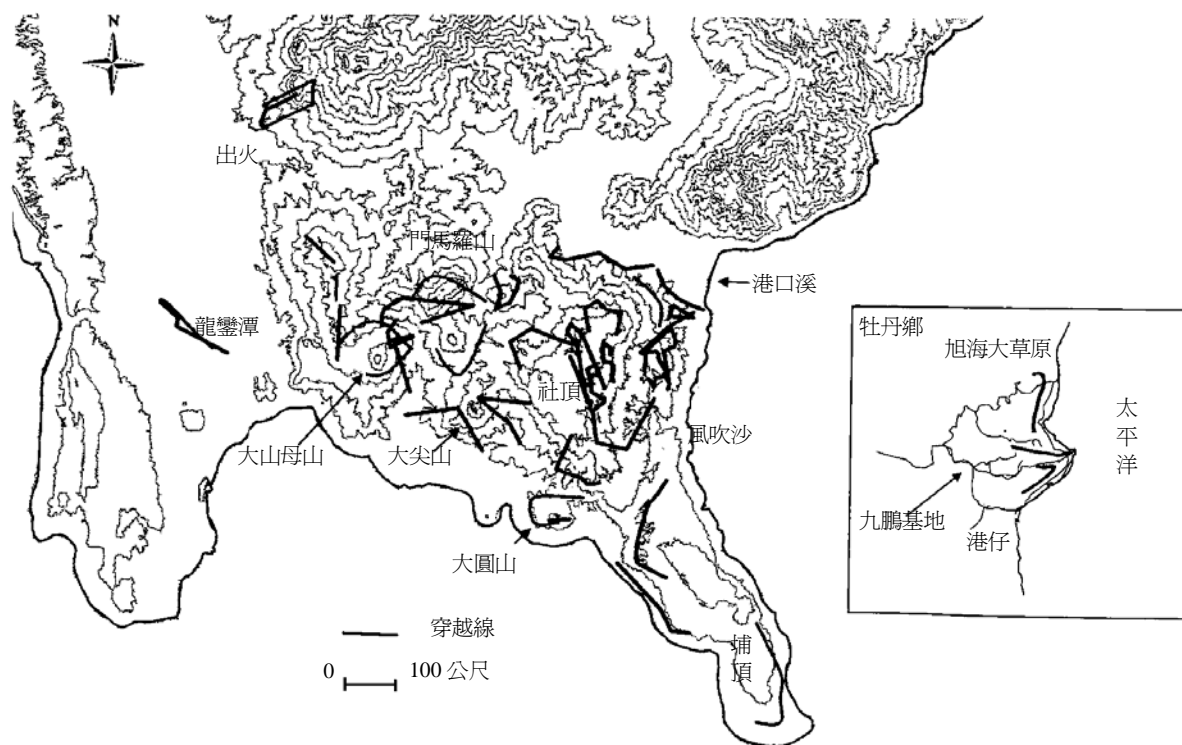 N
出火
門馬羅山
港口溪
龍鑾潭
社頂
風吹沙
大山母山
大尖山
大圓山
埔頂
穿越線
0 100 公尺
牡丹鄉
旭海大草原
太平洋
九鵬基地
港仔